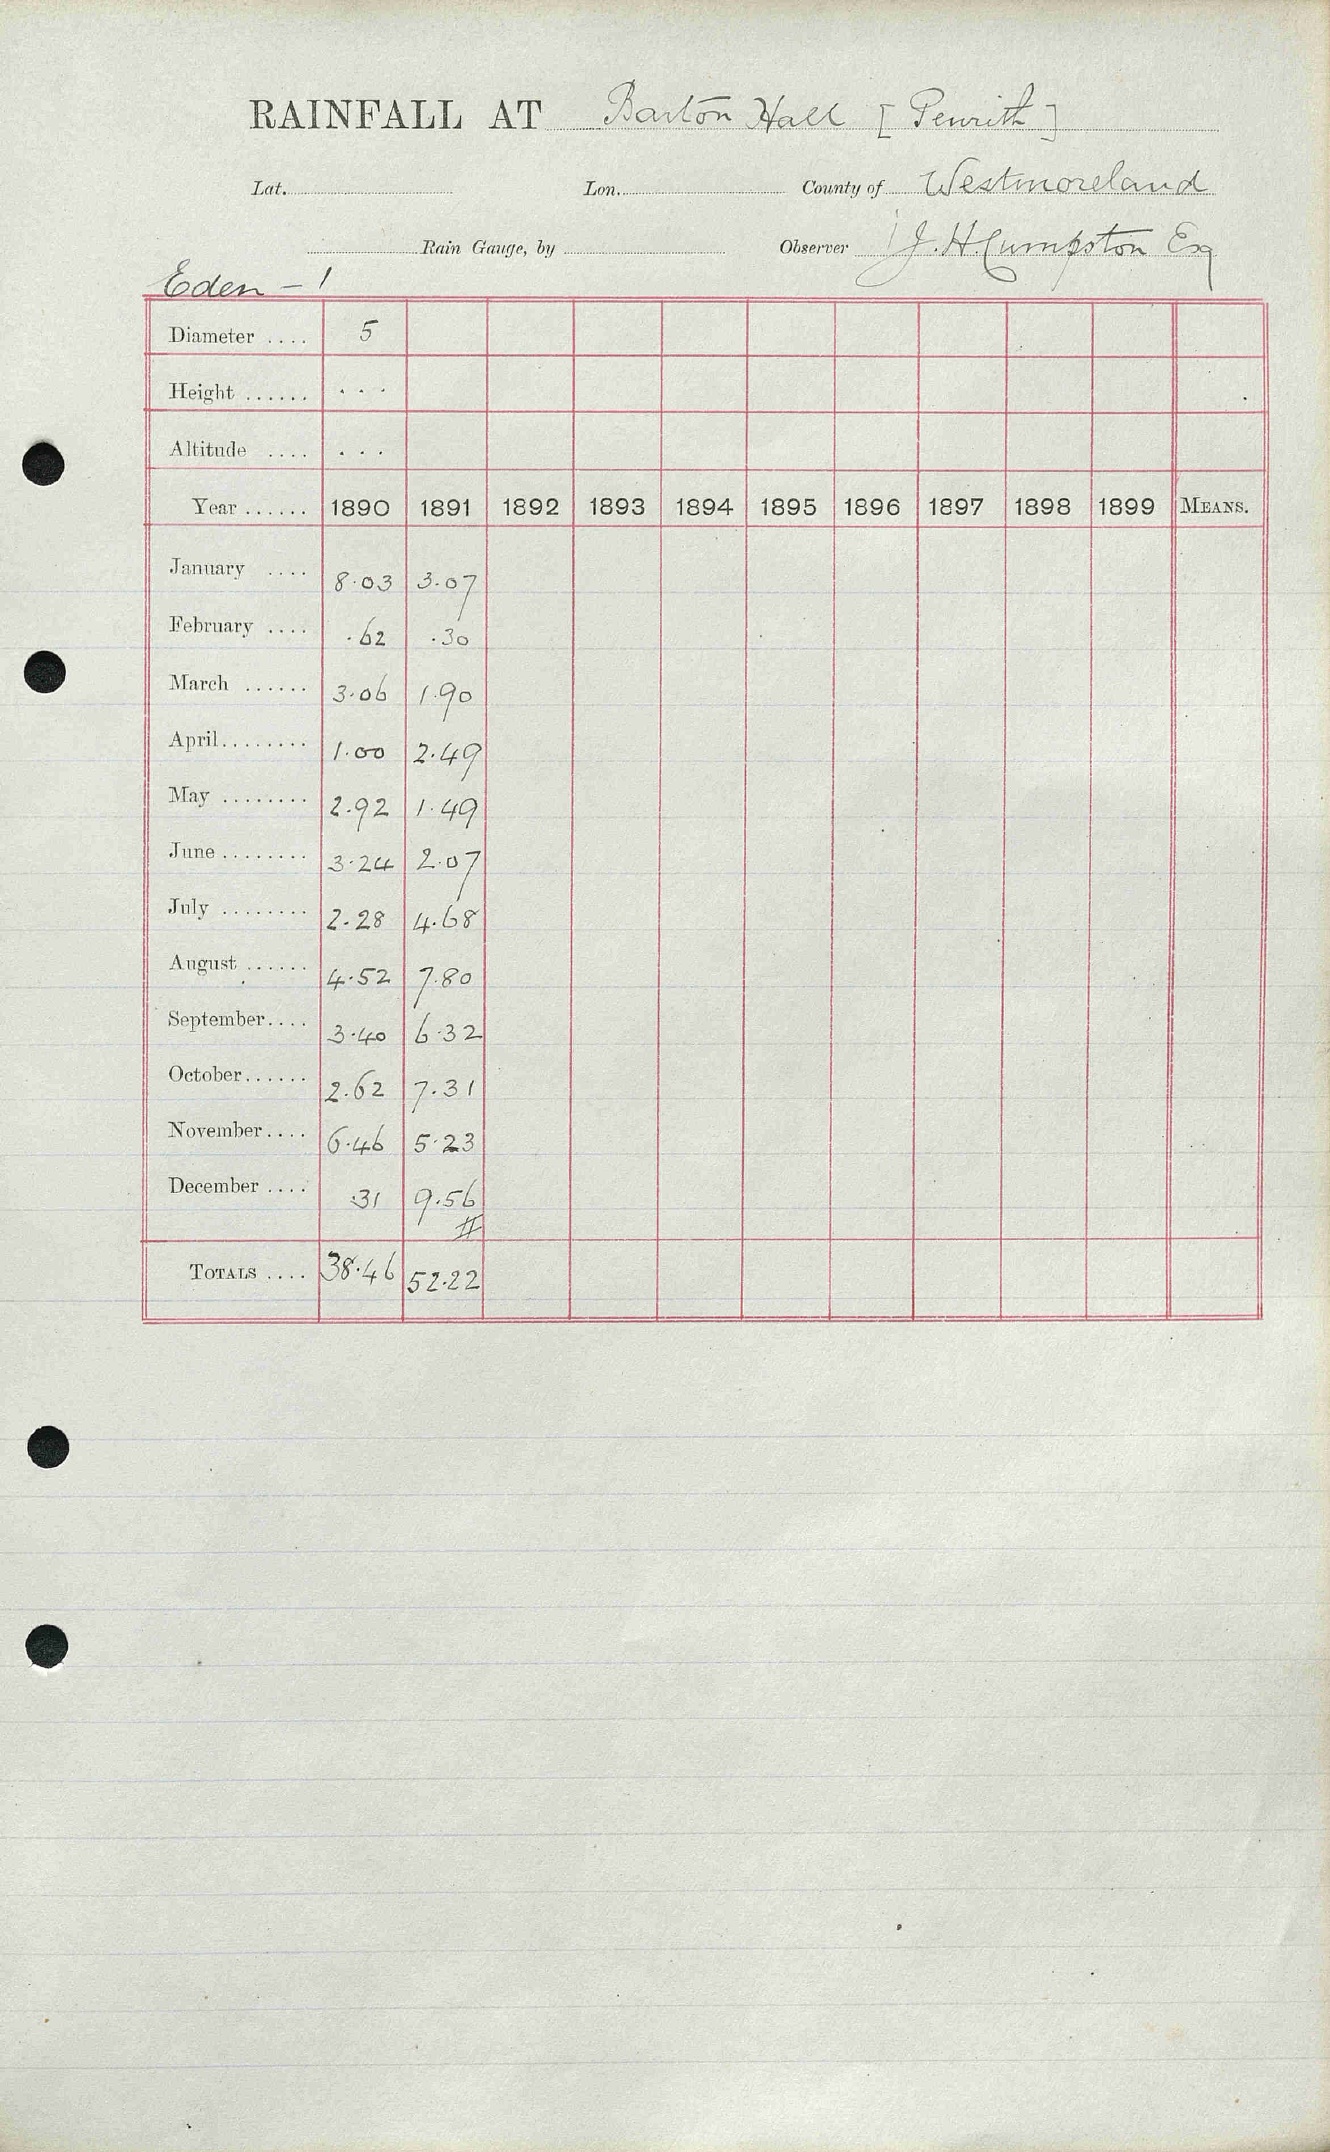 RAINFALL AT Barton Hall [Penrith]
Lat. Lon. County of Westmoreland
Rain Gauge, by Observer J. H. Cumpston Esq
Eden - 1
Diameter .... 5
Height ...... . . .
Altitude .... . . .
Year ...... 1890 1891 1892 1893 1894 1895 1896 1897 1898 1899 MEANS.
January .... 8.03 3.07
February .... .62 .30
March ...... 3.06 1.90
April........ 1.00 2.49
May ........ 2.92 1.49
June ........ 3.24 2.07
July ........ 2.28 4.68
August ...... 4.52 7.80
September.... 3.40 6.32
October...... 2.62 7.31
November.... 6.46 5.23
December .... .31 9.56
#
TOTALS .... 38.46 52.22